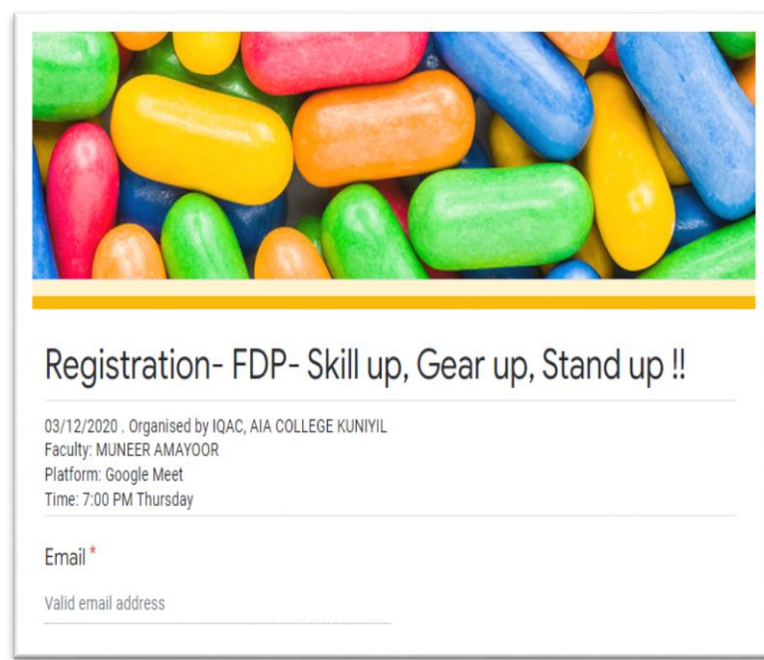 Registration- FDP- Skill up, Gear up, Stand up !!
03/12/2020 . Organised by IQAC, AIA COLLEGE KUNIYIL
Faculty: MUNEER AMAYOOR
Platform: Google Meet
Time: 7:00 PM Thursday
Email *
Valid email address